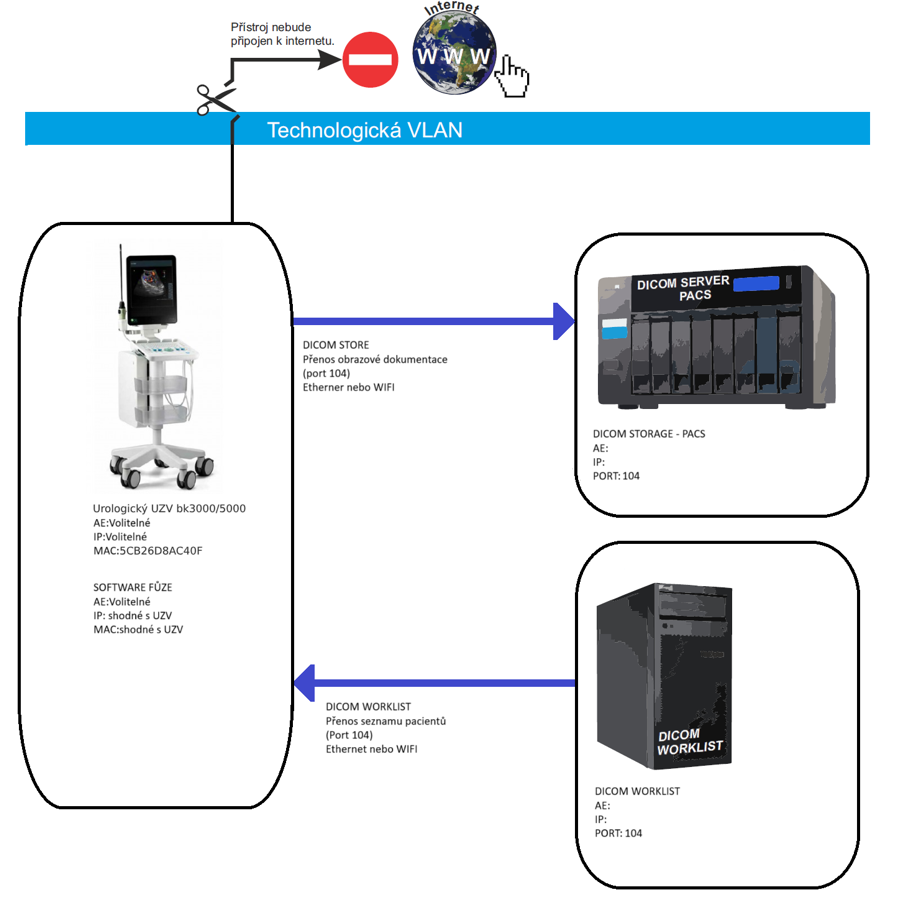 Internet
WWW
Přístroj nebude
připojen k internetu.
Technologická VLAN
DICOM SERVER
PACS
DICOM STORE
Přenos obrazové dokumentace
(port 104)
Etherner nebo WIFI
DICOM STORAGE - PACS
AE:
IP:
PORT: 104
Urologický UZV bk3000/5000
AE:Volitelné
IP:Volitelné
MAC:5CB26D8AC40F
SOFTWARE FŮZE
AE:Volitelné
IP: shodné s UZV
MAC:shodné s UZV
DICOM WORKLIST
Přenos seznamu pacientů
(Port 104)
Ethernet nebo WIFI
DICOM
WORKLIST
DICOM WORKLIST
AE:
IP:
PORT: 104